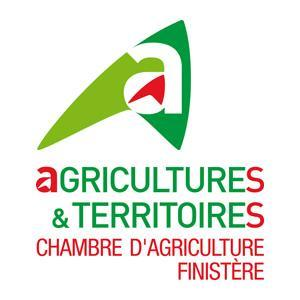 a
aGRICULTURES
& TERRITOIRES
CHAMBRE D'AGRICULTURE
FINISTÈRE